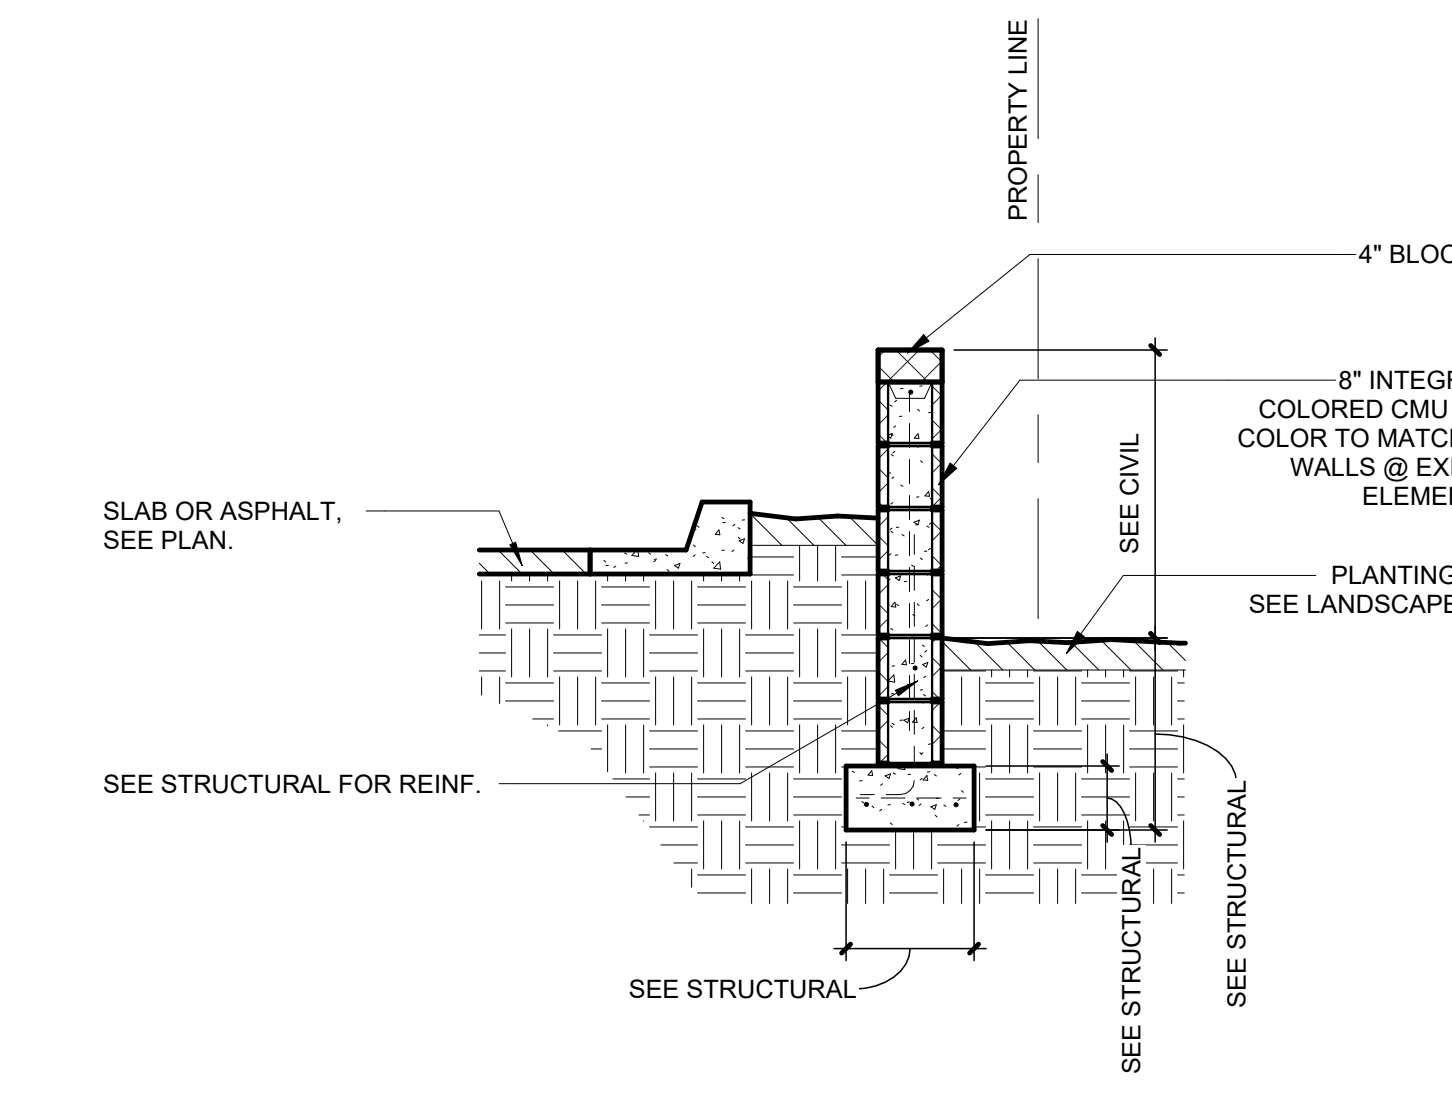 PROPERTY LINE
4" BLOC
8" INTEGR
COLORED CMU
COLOR TO MATC
WALLS @ EXI
ELEME
SEE CIVIL
SLAB OR ASPHALT,
SEE PLAN.
PLANTING
SEE LANDSCAPE
SEE STRUCTURAL FOR REINF.
SEE STRUCTURAL
SEE STRUCTURAL
SEE STRUCTURAL